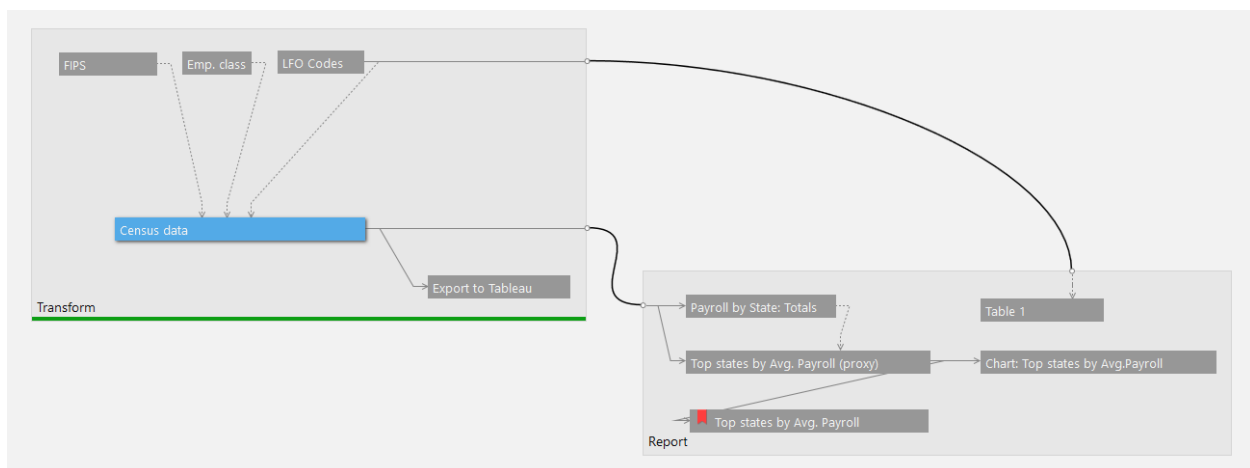 FIPS
Emp. class
LFO Codes
Census data
Export to Tableau
Transform
Payroll by State: Totals
Table 1
Top states by Avg. Payroll (proxy)
Chart: Top states by Avg.Payroll
Top states by Avg. Payroll
Report